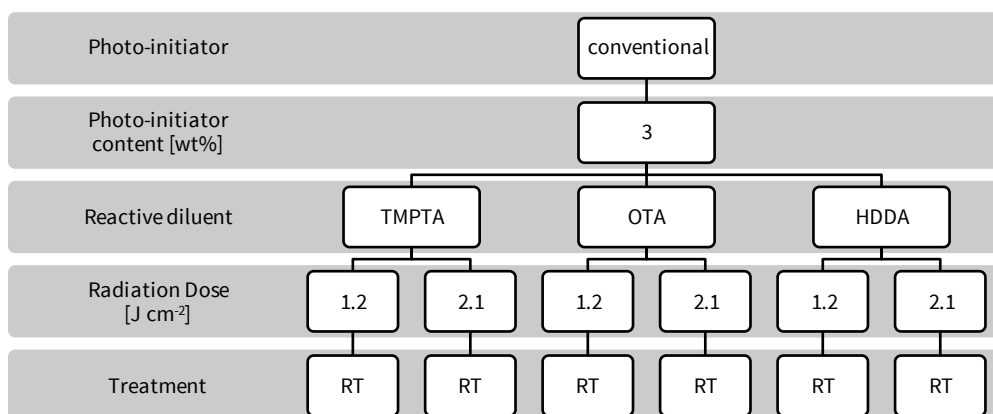 Photo-initiator
conventional
Photo-initiator
content [wt%]
3
Reactive diluent
TMPTA
OTA
HDDA
Radiation Dose
[J cm⁻²]
1.2
2.1
1.2
2.1
1.2
2.1
Treatment
RT
RT
RT
RT
RT
RT